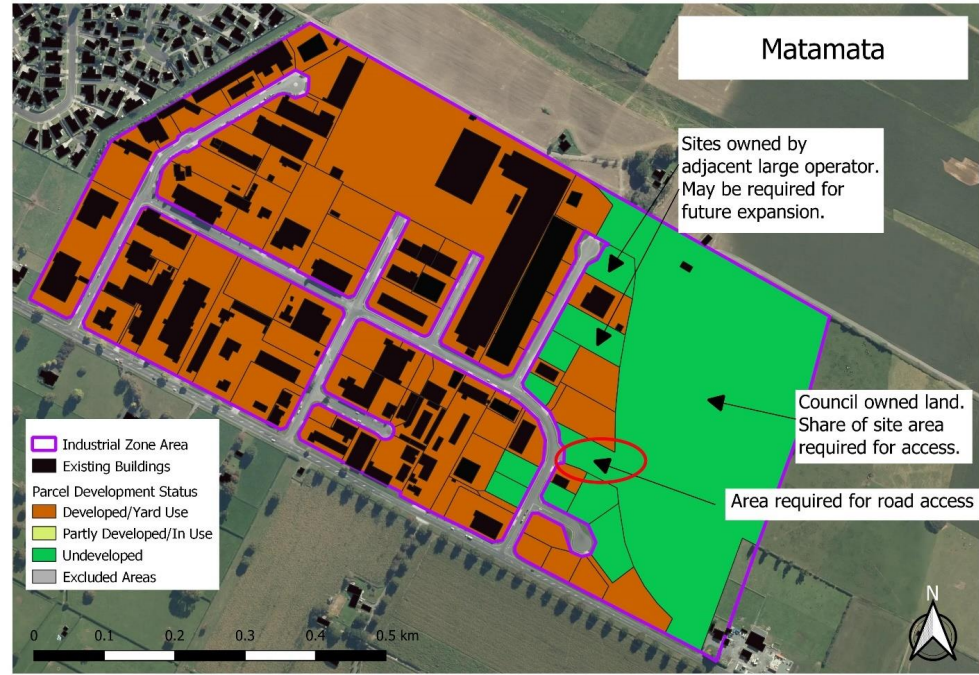 Matamata
Sites owned by
adjacent large operator.
May be required for
future expansion.
Council owned land.
Share of site area
required for access.
Area required for road access
Industrial Zone Area
Existing Buildings
Parcel Development Status
Developed/Yard Use
Partly Developed/In Use
Undeveloped
Excluded Areas
N
0 0.1 0.2 0.3 0.4 0.5 km